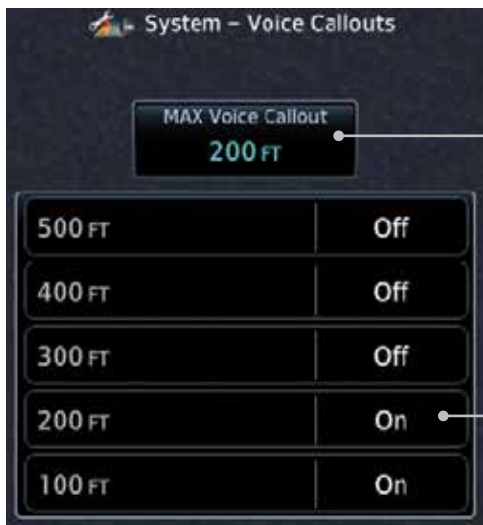 System – Voice Callouts
MAX Voice Callout
200 FT
500 FT Off
400 FT Off
300 FT Off
200 FT On
100 FT On